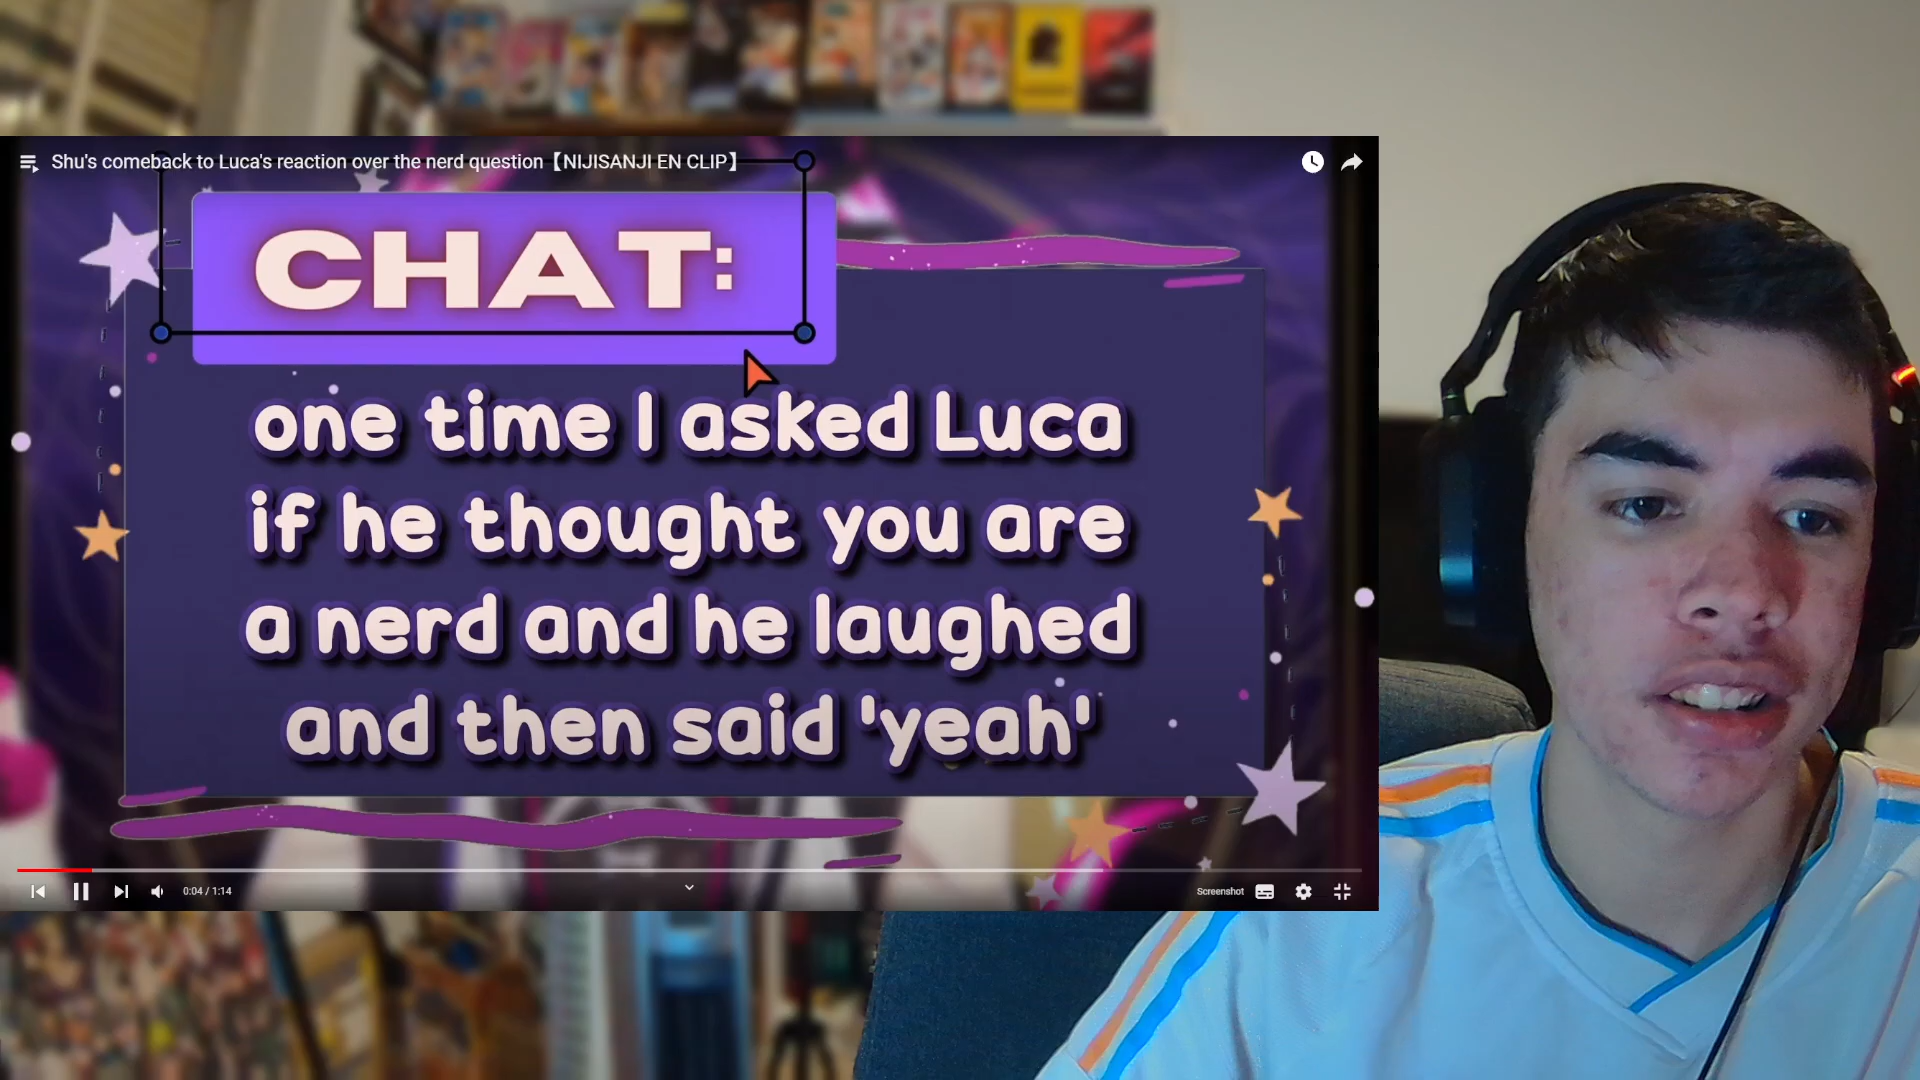 Shu's comeback to Luca's reaction over the nerd question【NIJISANJI EN CLIP】
CHAT:
one time I asked Luca
if he thought you are
a nerd and he laughed
and then said 'yeah'
0:04 / 1:14
Screenshot